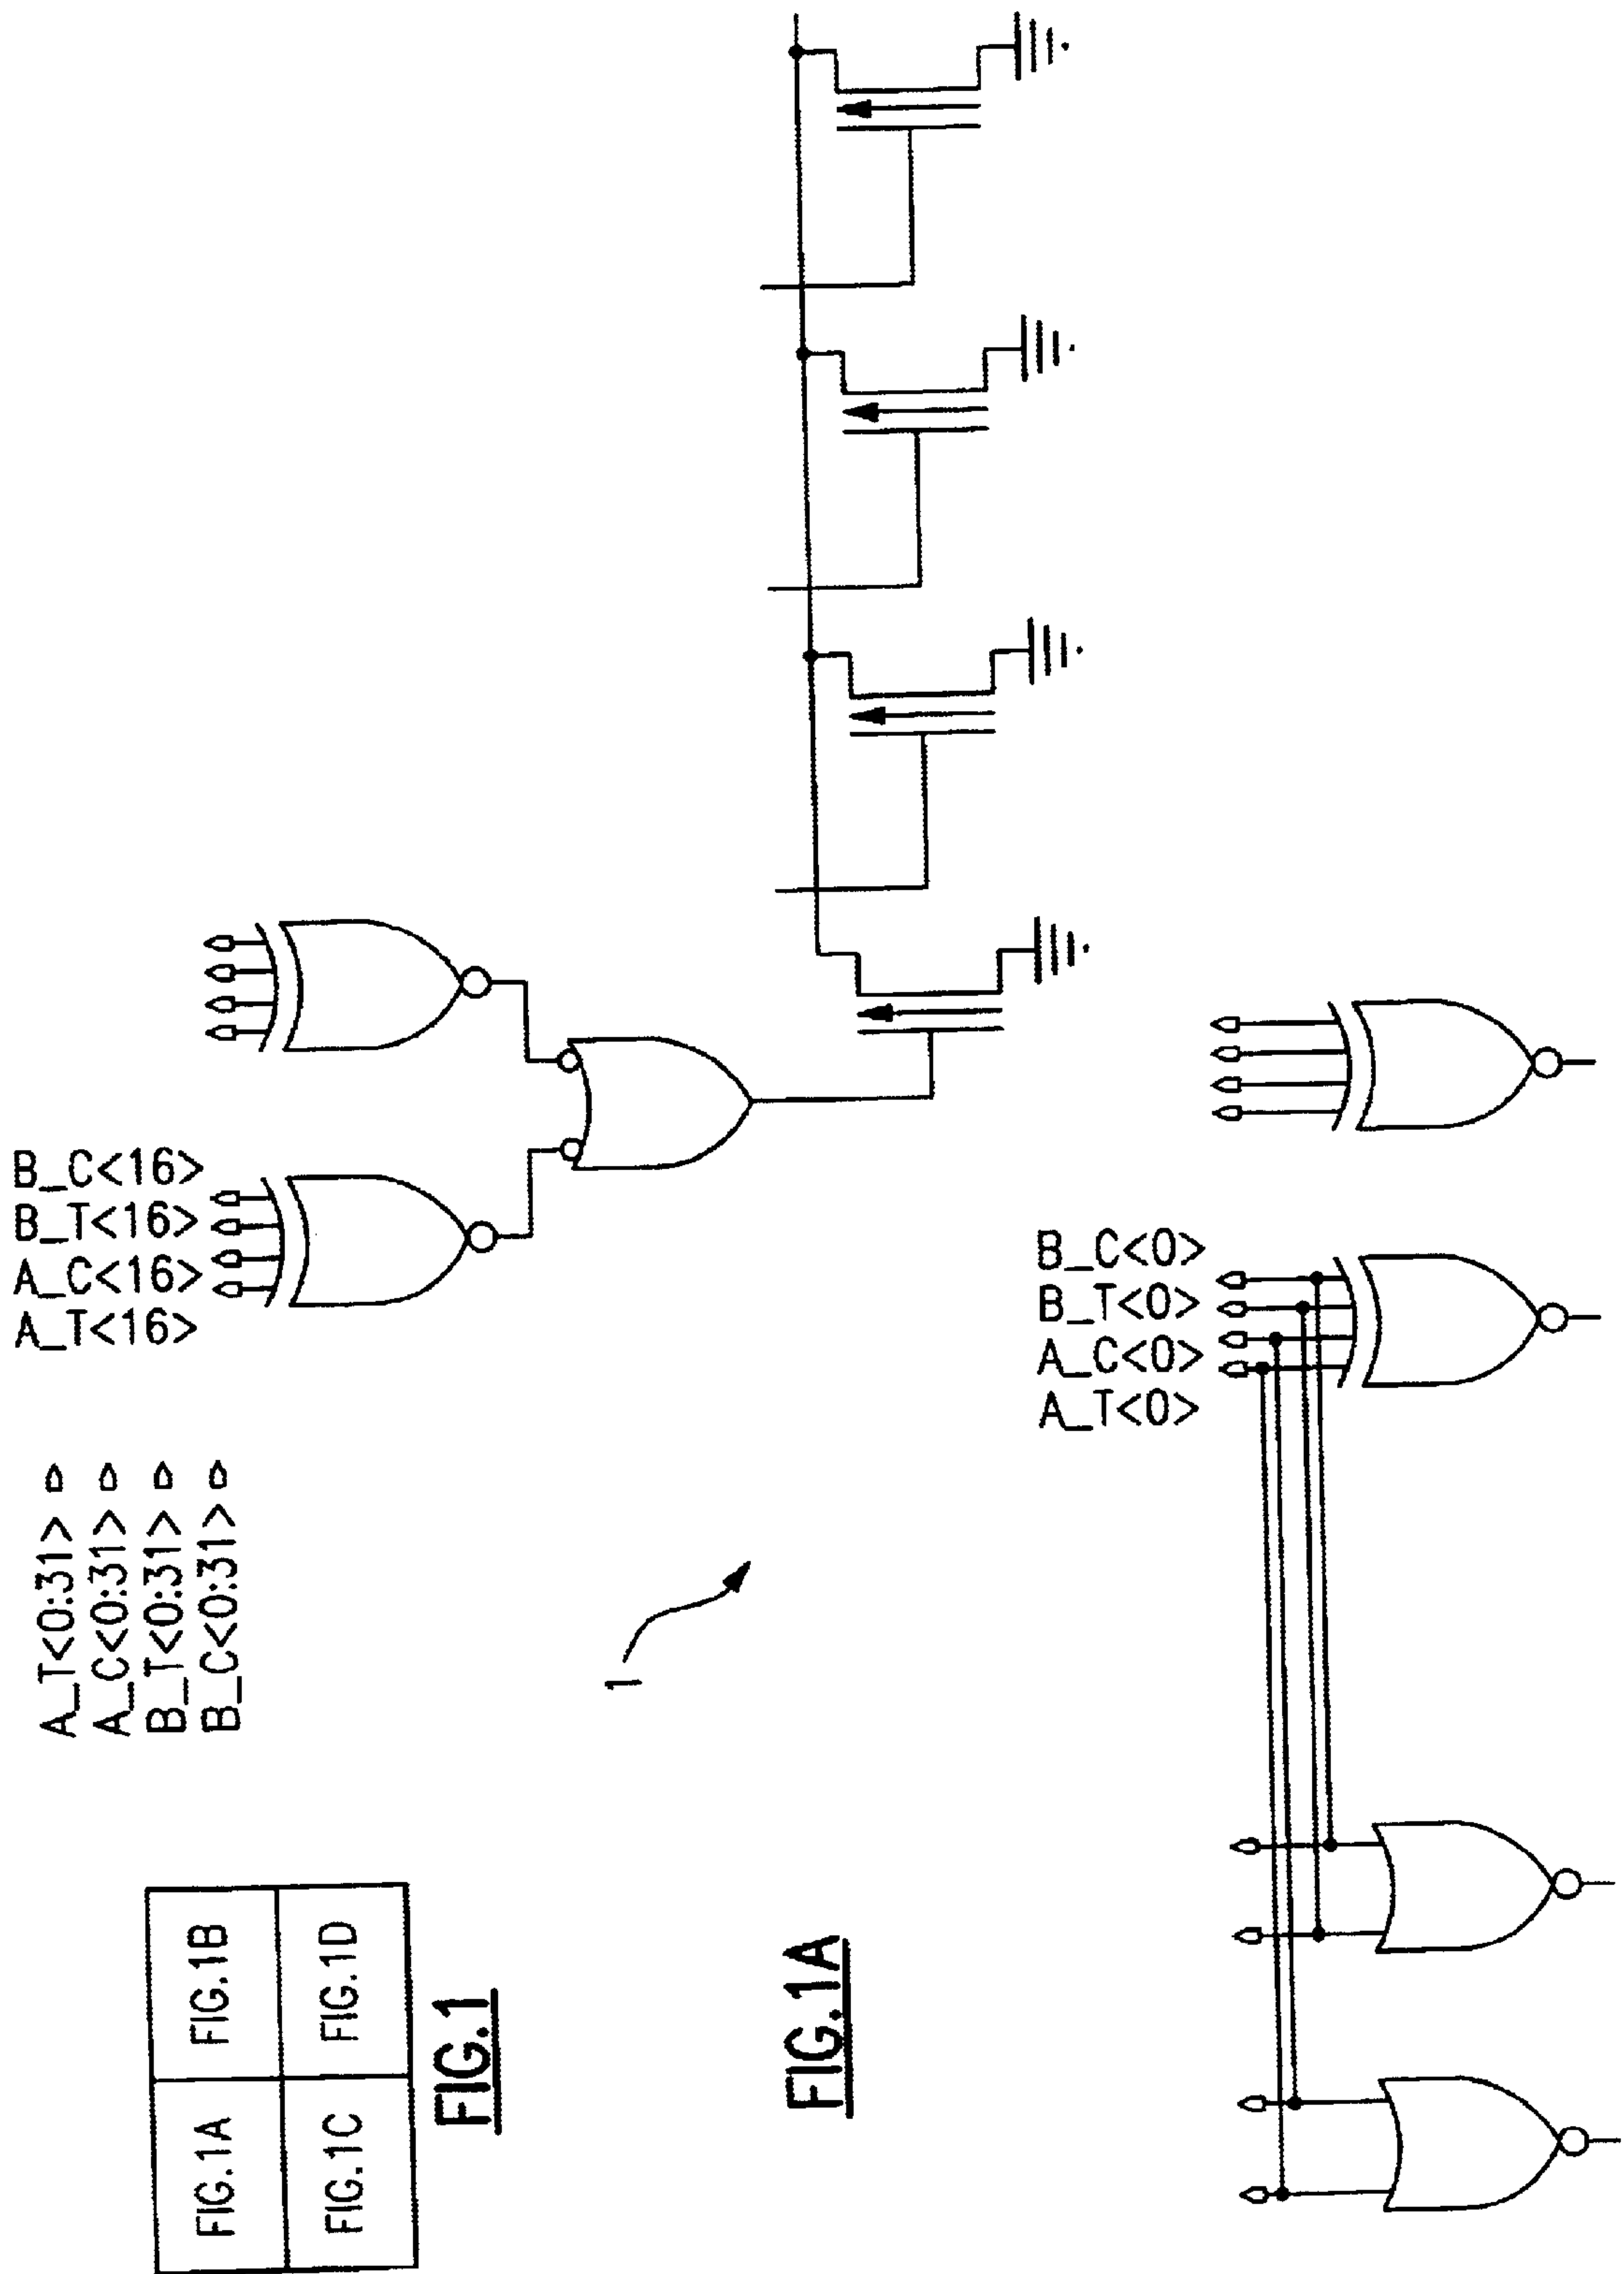 FIG.1A
FIG.1B
FIG.1C
FIG.1D
FIG.1
A_T<0:31>
A_C<0:31>
B_T<0:31>
B_C<0:31>
B_C<16>
B_T<16>
A_C<16>
A_T<16>
1
FIG.1A
B_C<0>
B_T<0>
A_C<0>
A_T<0>